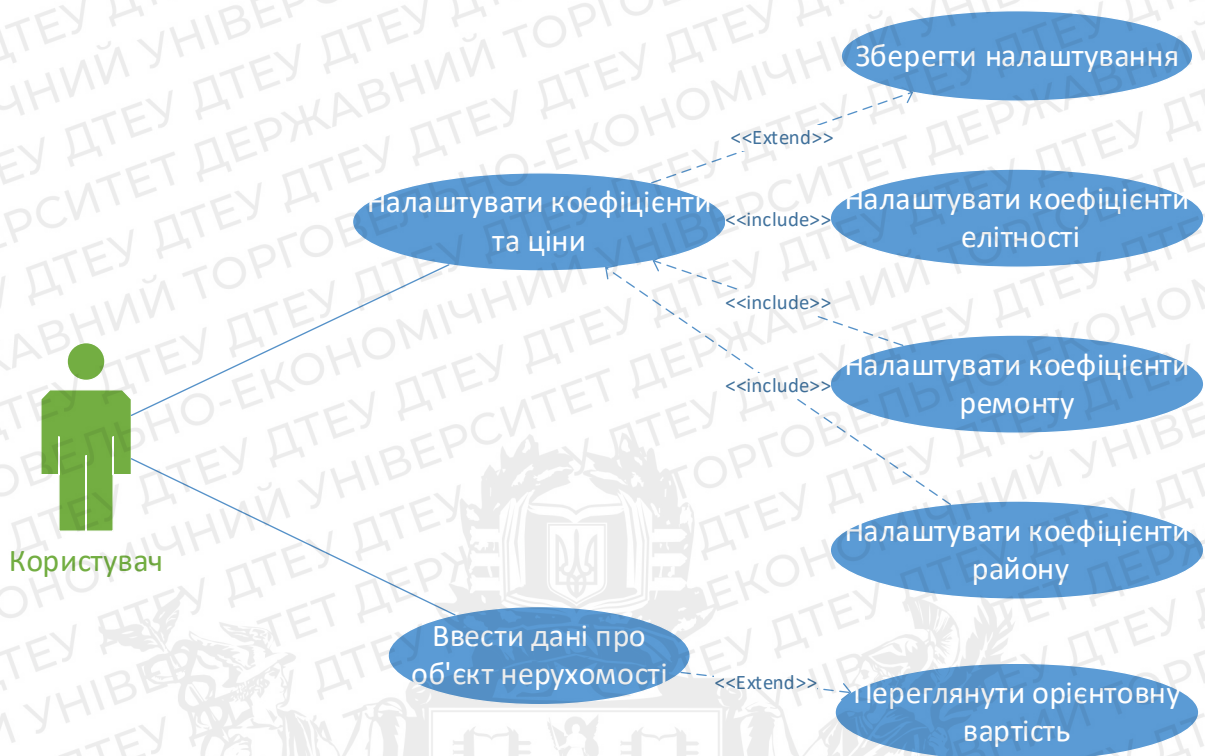 Зберегти налаштування
<<Extend>>
Налаштувати коефіцієнти
та ціни
<<include>>
Налаштувати коефіцієнти
елітності
<<include>>
Налаштувати коефіцієнти
ремонту
<<include>>
Користувач
Налаштувати коефіцієнти
району
Ввести дані про
об'єкт нерухомості
<<Extend>>
Переглянути орієнтовну
вартість